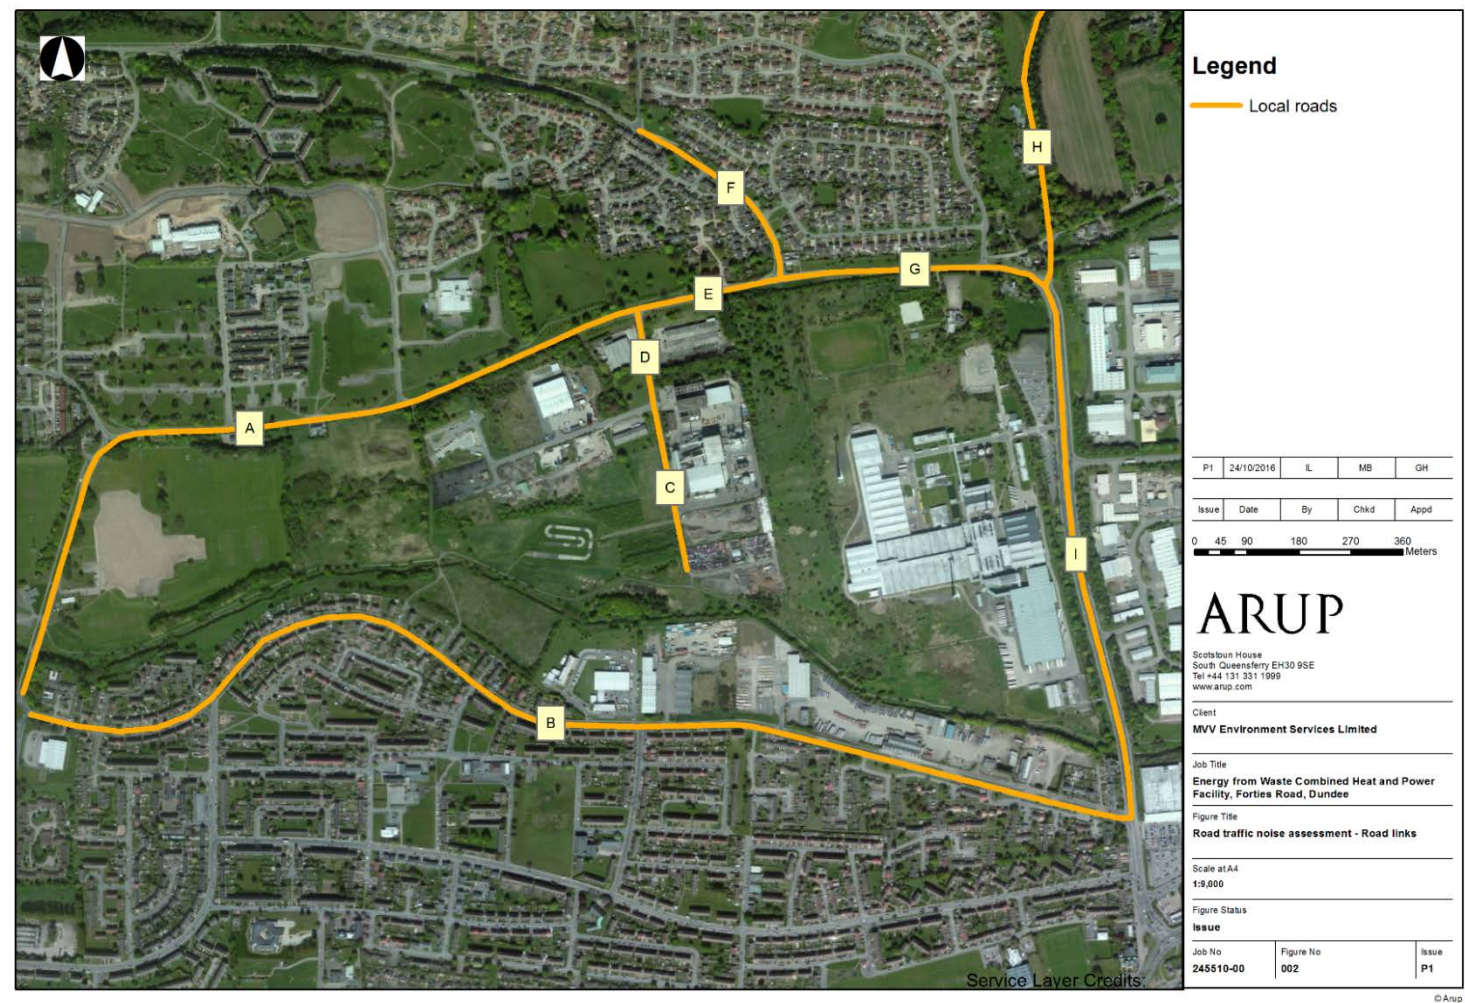 H
F
G
E
D
A
C
I
B
Service Layer Credits:
Legend
Local roads
P1 24/10/2016 IL MB GH
Issue Date By Chkd Appd
0 45 90 180 270 360
Meters
ARUP
Scotstoun House
South Queensferry EH30 9SE
Tel +44 131 331 1999
www.arup.com
Client
MVV Environment Services Limited
Job Title
Energy from Waste Combined Heat and Power
Facility, Forties Road, Dundee
Figure Title
Road traffic noise assessment - Road links
Scale at A4
1:9,000
Figure Status
Issue
Job No Figure No Issue
245510-00 002 P1
© Arup